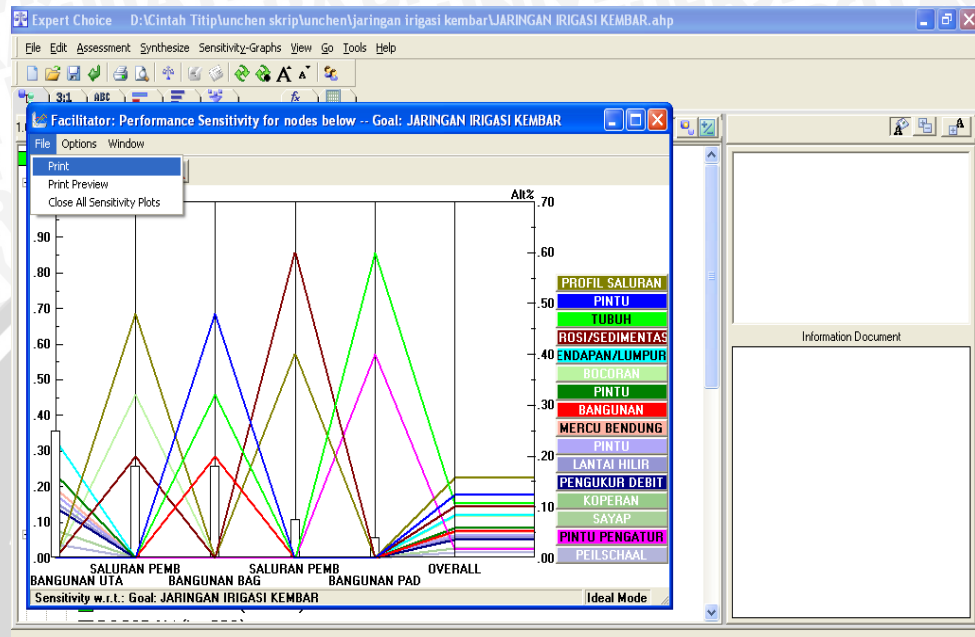 Expert Choice D:\Cintah Titip\unchen skrip\unchen\jaringan irigasi kembar\JARINGAN IRIGASI KEMBAR.ahp
File Edit Assessment Synthesize Sensitivity-Graphs View Go Tools Help
3:1 ABC fx
Facilitator: Performance Sensitivity for nodes below -- Goal: JARINGAN IRIGASI KEMBAR
File Options Window
Print
Print Preview
Close All Sensitivity Plots
Alt%
.70
.90
.60
.80
PROFIL SALURAN
.70
.50
PINTU
TUBUH
ROSI/SEDIMENTAS
.60
.40
ENDAPAN/LUMPUR
BOCORAN
.50
PINTU
.30
BANGUNAN
.40
MERCU BENDUNG
PINTU
.30
.20
LANTAI HILIR
PENGUKUR DEBIT
.20
.10
KOPERAN
SAYAP
.10
PINTU PENGATUR
.00
.00
PEILSCHAAL
SALURAN PEMB SALURAN PEMB OVERALL
BANGUNAN UTA BANGUNAN BAG BANGUNAN PAD
Sensitivity w.r.t.: Goal: JARINGAN IRIGASI KEMBAR Ideal Mode
Information Document